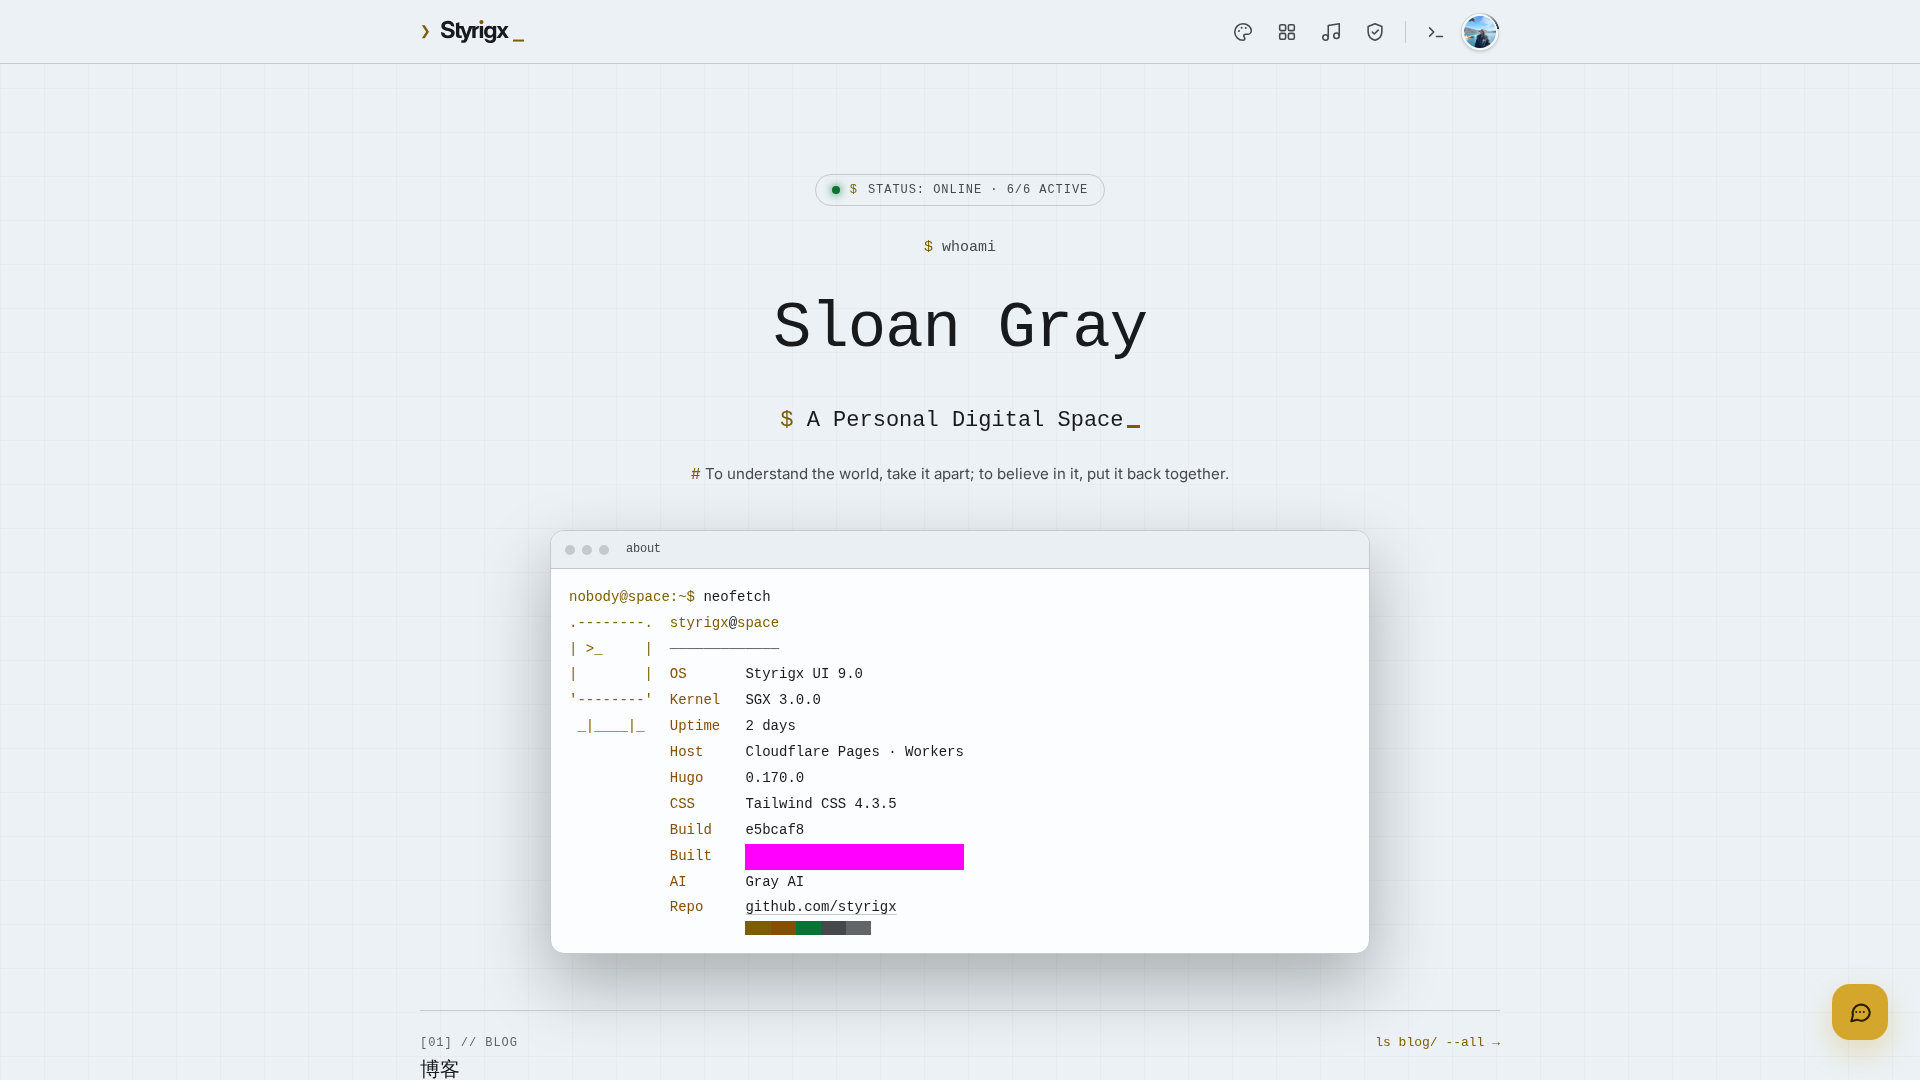 ❯ Styrigx _
$ STATUS: ONLINE · 6/6 ACTIVE
$ whoami
Sloan Gray
$ A Personal Digital Space_
# To understand the world, take it apart; to believe in it, put it back together.
about
nobody@space:~$ neofetch
.--------. styrigx@space
| >_     | ─────────────
|        | OS Styrigx UI 9.0
'--------' Kernel SGX 3.0.0
_|____|_ Uptime 2 days
Host Cloudflare Pages · Workers
Hugo 0.170.0
CSS Tailwind CSS 4.3.5
Build e5bcaf8
Built
AI Gray AI
Repo github.com/styrigx
[01] // BLOG
ls blog/ --all →
博客